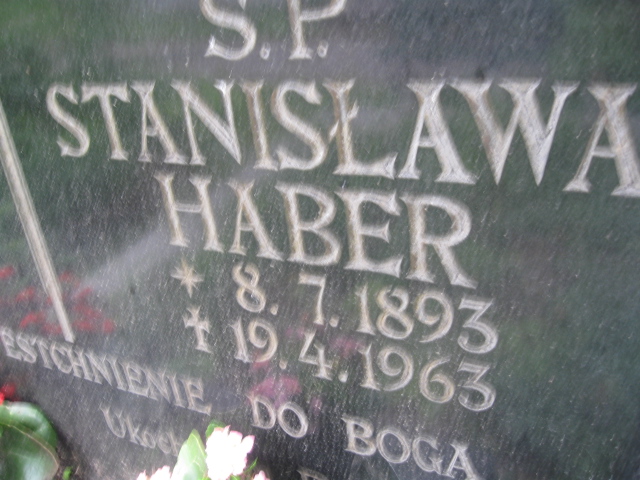 S.P.
STANISŁAWA
HABER
* 8. 7. 1893
✝ 19. 4. 1963
ESTCHNIENIE DO BOGA